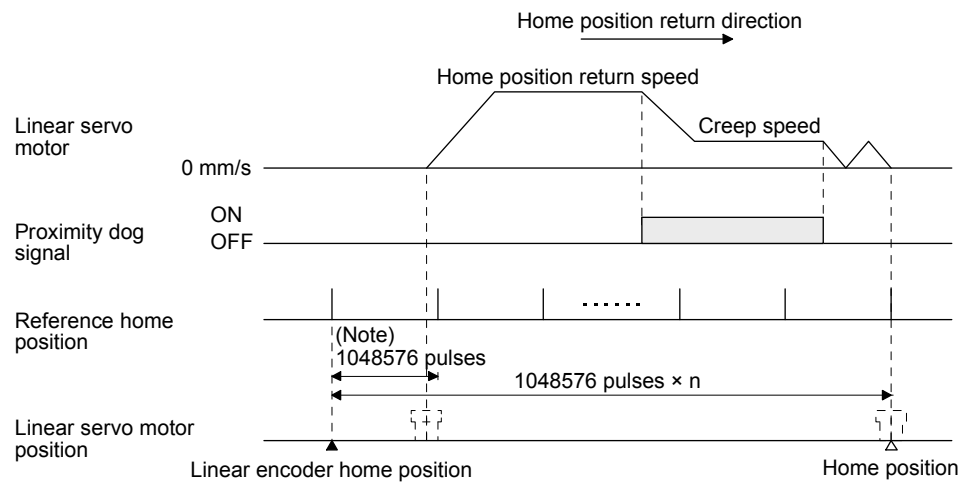 Home position return direction
Home position return speed
Linear servo
motor
Creep speed
0 mm/s
ON
Proximity dog
signal
OFF
Reference home
position
(Note)
1048576 pulses
1048576 pulses × n
Linear servo motor
position
Linear encoder home position
Home position